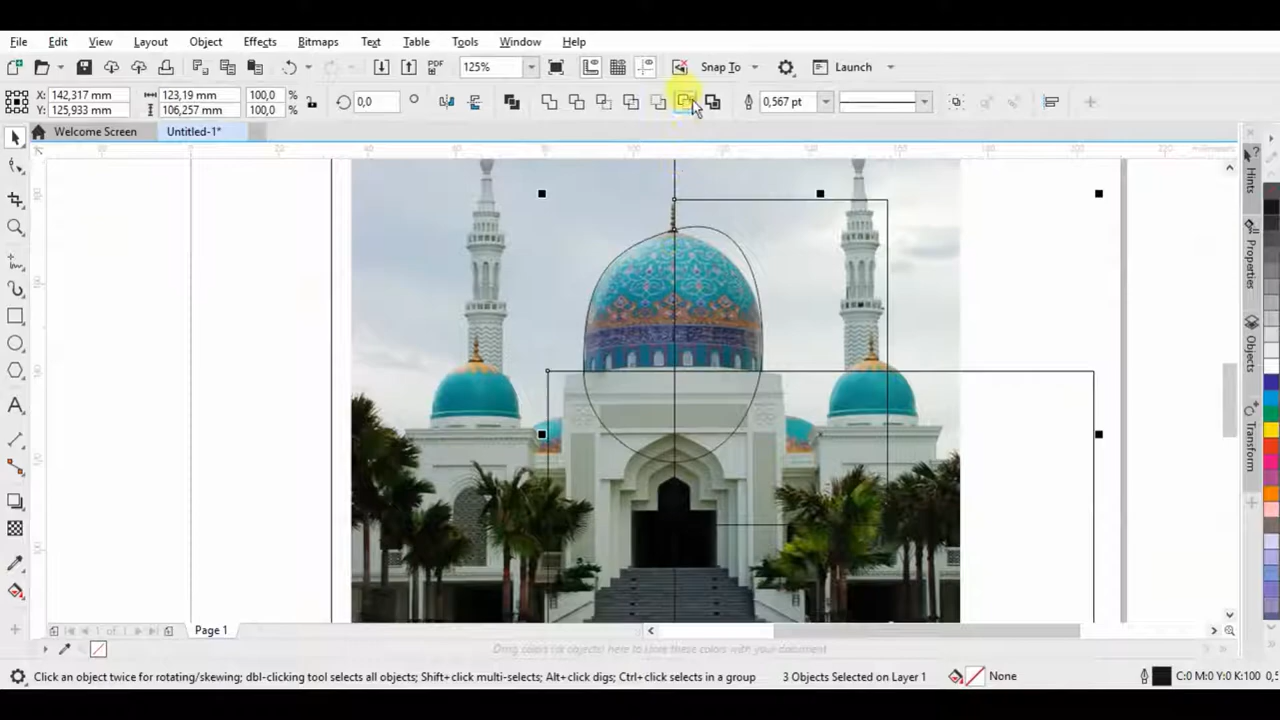 File Edit View Layout Object Effects Bitmaps Text Table Tools Window Help
PDF 125% Snap To Launch
X: 142,317 mm 123,19 mm 100,0 % 0,0 0,567 pt
Y: 125,933 mm 106,257 mm 100,0 %
Welcome Screen Untitled-1*
Hints
Properties
Objects
Transform
Page 1
Drag colors (or objects) here to store these colors with your document
Click an object twice for rotating/skewing; dbl-clicking tool selects all objects; Shift+click multi-selects; Alt+click digs; Ctrl+click selects in a group 3 Objects Selected on Layer 1 None C:0 M:0 Y:0 K:100 0,5